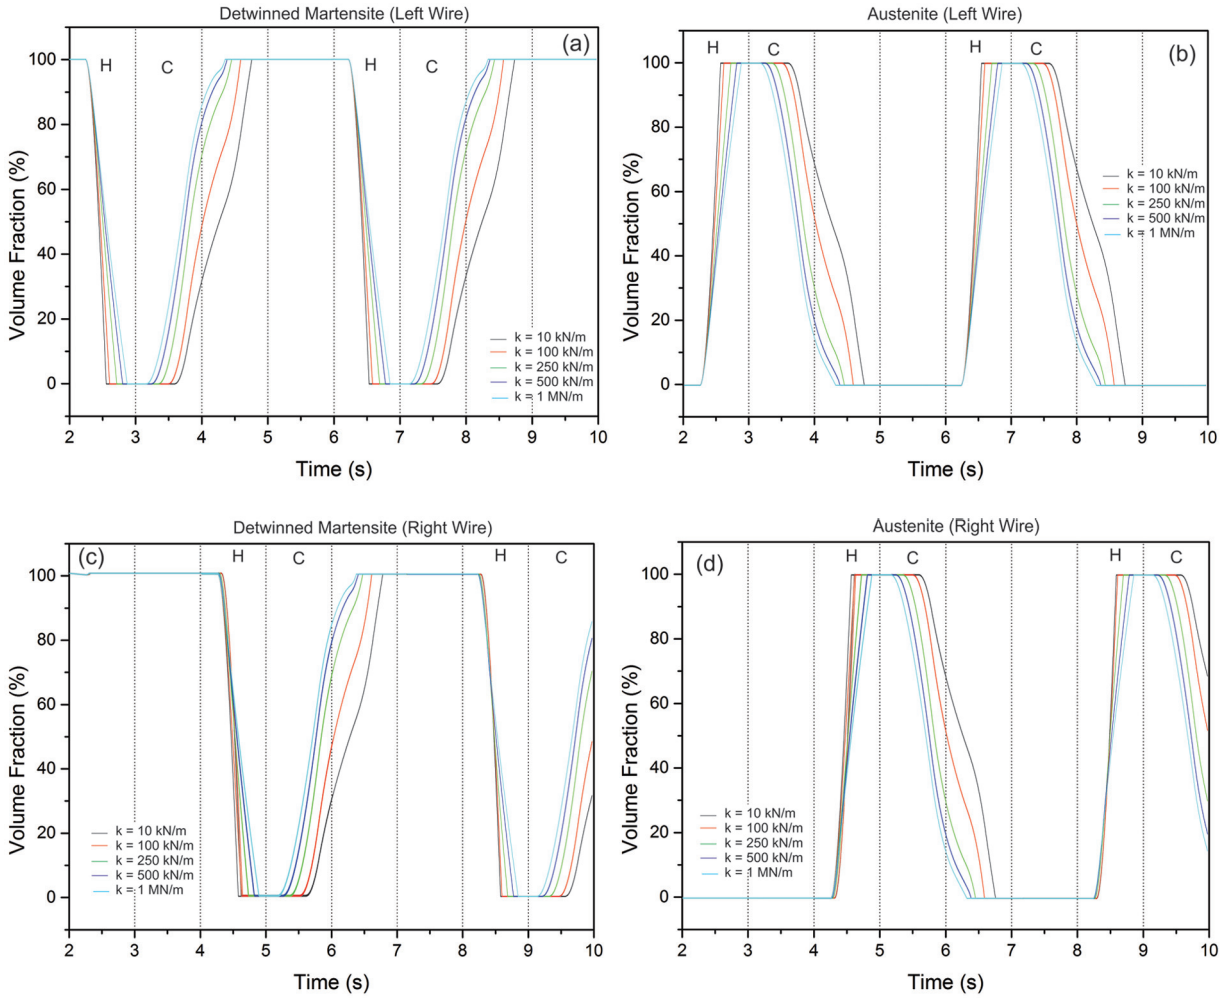 Detwinned Martensite (Left Wire)
(a)
H
C
H
C
100
80
60
40
20
0
Volume Fraction (%)
k = 10 kN/m
k = 100 kN/m
k = 250 kN/m
k = 500 kN/m
k = 1 MN/m
2 3 4 5 6 7 8 9 10
Time (s)
Austenite (Left Wire)
(b)
H
C
H
C
100
80
60
40
20
0
Volume Fraction (%)
k = 10 kN/m
k = 100 kN/m
k = 250 kN/m
k = 500 kN/m
k = 1 MN/m
2 3 4 5 6 7 8 9 10
Time (s)
Detwinned Martensite (Right Wire)
(c)
H
C
H
C
100
80
60
40
20
0
Volume Fraction (%)
k = 10 kN/m
k = 100 kN/m
k = 250 kN/m
k = 500 kN/m
k = 1 MN/m
2 3 4 5 6 7 8 9 10
Time (s)
Austenite (Right Wire)
(d)
H
C
H
C
100
80
60
40
20
0
Volume Fraction (%)
k = 10 kN/m
k = 100 kN/m
k = 250 kN/m
k = 500 kN/m
k = 1 MN/m
2 3 4 5 6 7 8 9 10
Time (s)